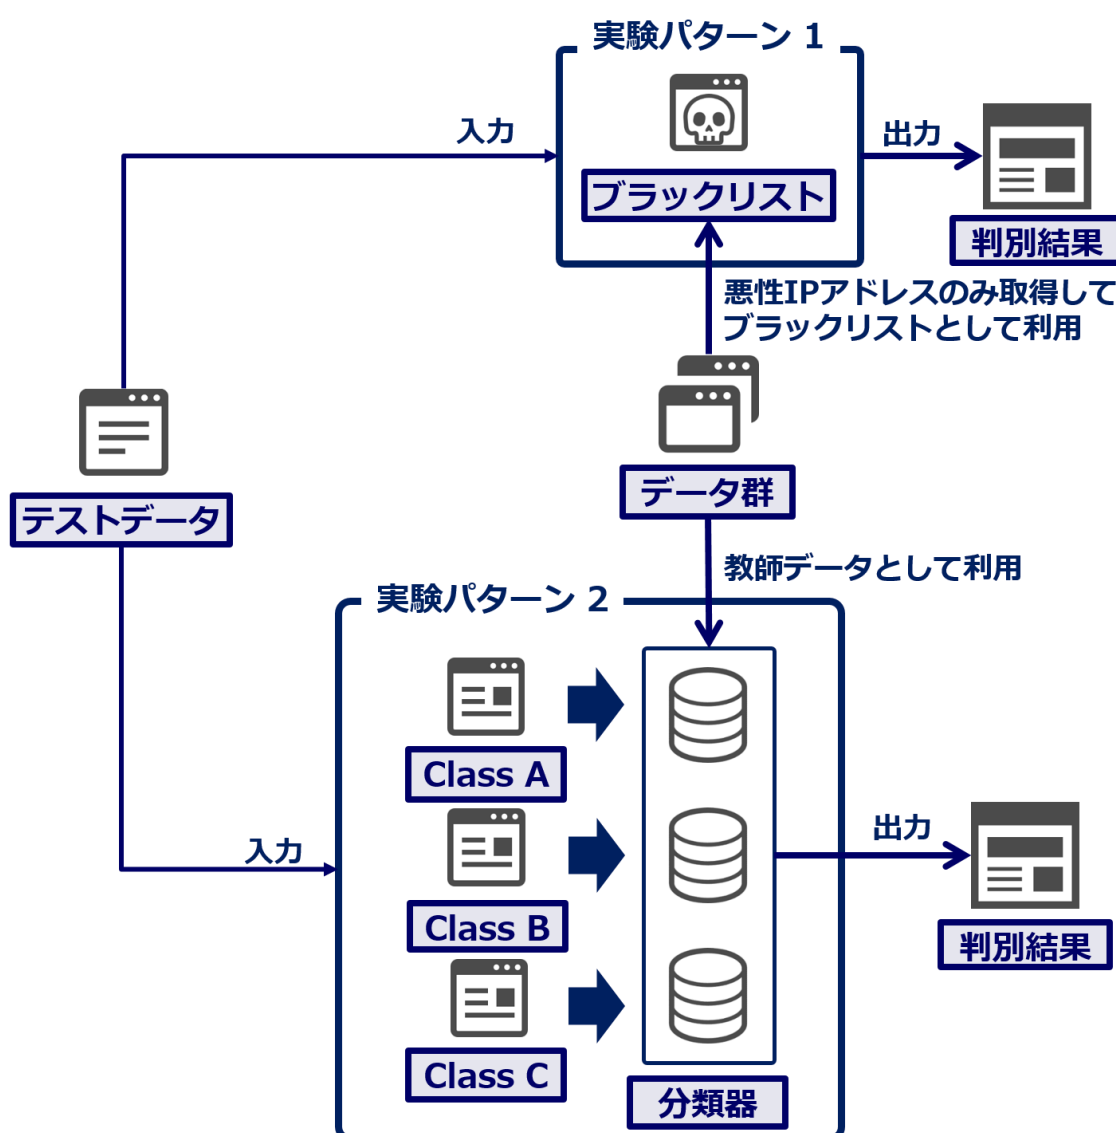 実験パターン 1
入力
出力
ブラックリスト
判別結果
悪性IPアドレスのみ取得して
ブラックリストとして利用
データ群
テストデータ
教師データとして利用
実験パターン 2
Class A
入力
出力
Class B
判別結果
Class C
分類器